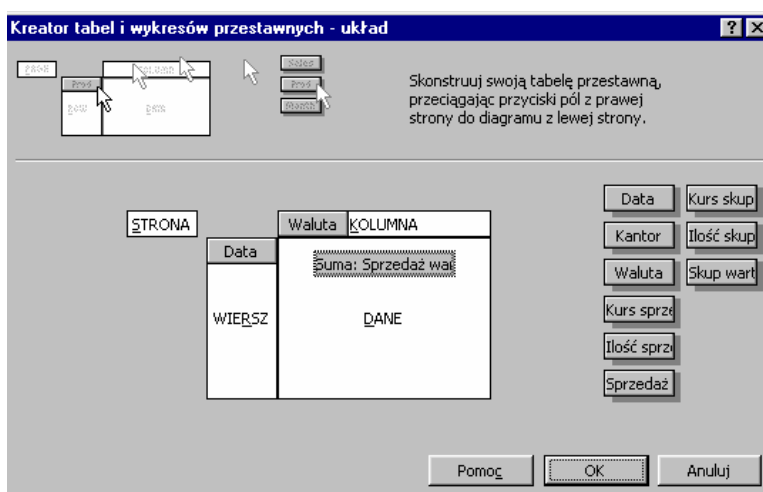 Kreator tabel i wykresów przestawnych - układ
Skonstruuj swoją tabelę przestawną,
przeciągając przyciski pól z prawej
strony do diagramu z lewej strony.
Data Kurs skup
STRONA Waluta KOLUMNA
Kantor Ilość skup
Data
Suma: Sprzedaż wa
Waluta Skup wart
WIERSZ DANE
Kurs sprze
Ilość sprz
Sprzedaż
Pomoc OK Anuluj